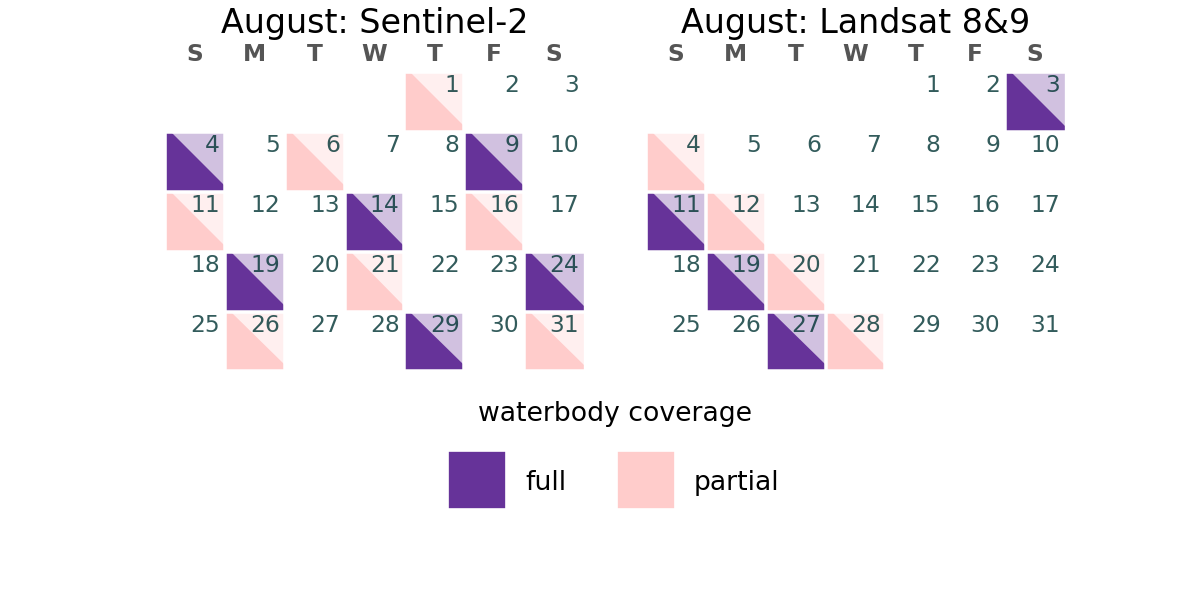 August: Sentinel-2
S M T W T F S
1 2 3
4 5 6 7 8 9 10
11 12 13 14 15 16 17
18 19 20 21 22 23 24
25 26 27 28 29 30 31
August: Landsat 8&9
S M T W T F S
1 2 3
4 5 6 7 8 9 10
11 12 13 14 15 16 17
18 19 20 21 22 23 24
25 26 27 28 29 30 31
waterbody coverage
full partial